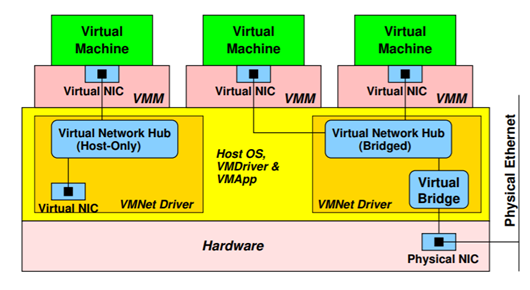 Virtual
Machine
Virtual
Machine
Virtual
Machine
Virtual NIC
VMM
Virtual NIC
VMM
Virtual NIC
VMM
Virtual Network Hub
(Host-Only)
Virtual NIC
VMNet Driver
Host OS,
VMDriver &
VMApp
Virtual Network Hub
(Bridged)
Virtual
Bridge
VMNet Driver
Hardware
Physical NIC
Physical Ethernet